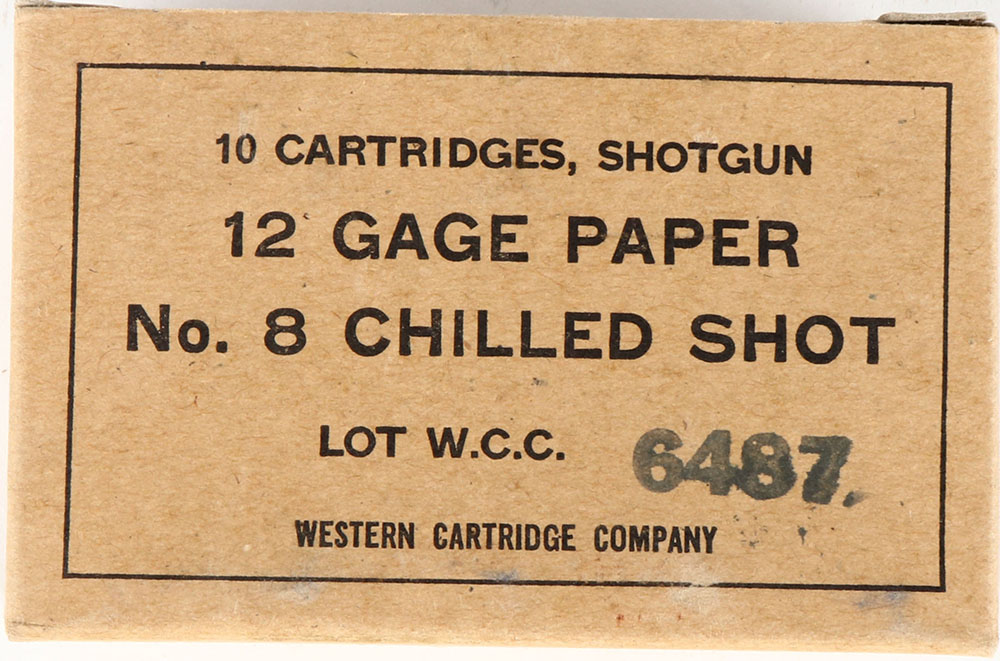 10 CARTRIDGES, SHOTGUN
12 GAGE PAPER
No. 8 CHILLED SHOT
LOT W.C.C. 6487
WESTERN CARTRIDGE COMPANY